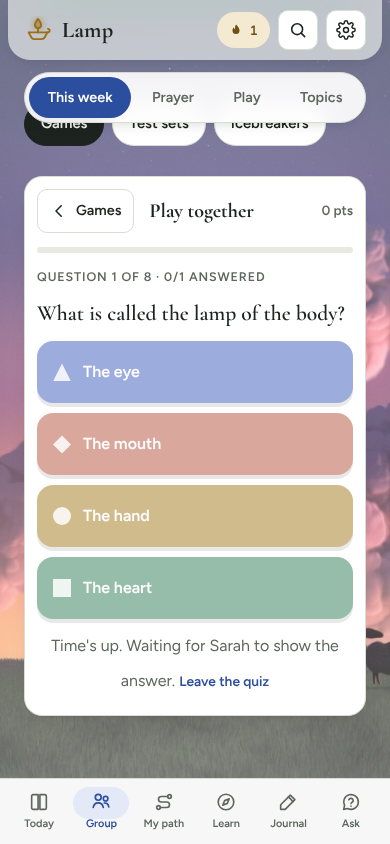 Lamp
1
This week
Prayer
Play
Topics
Games
Test sets
Icebreakers
Games
Play together
0 pts
QUESTION 1 OF 8 · 0/1 ANSWERED
What is called the lamp of the body?
The eye
The mouth
The hand
The heart
Time's up. Waiting for Sarah to show the
answer. Leave the quiz
Today
Group
My path
Learn
Journal
Ask